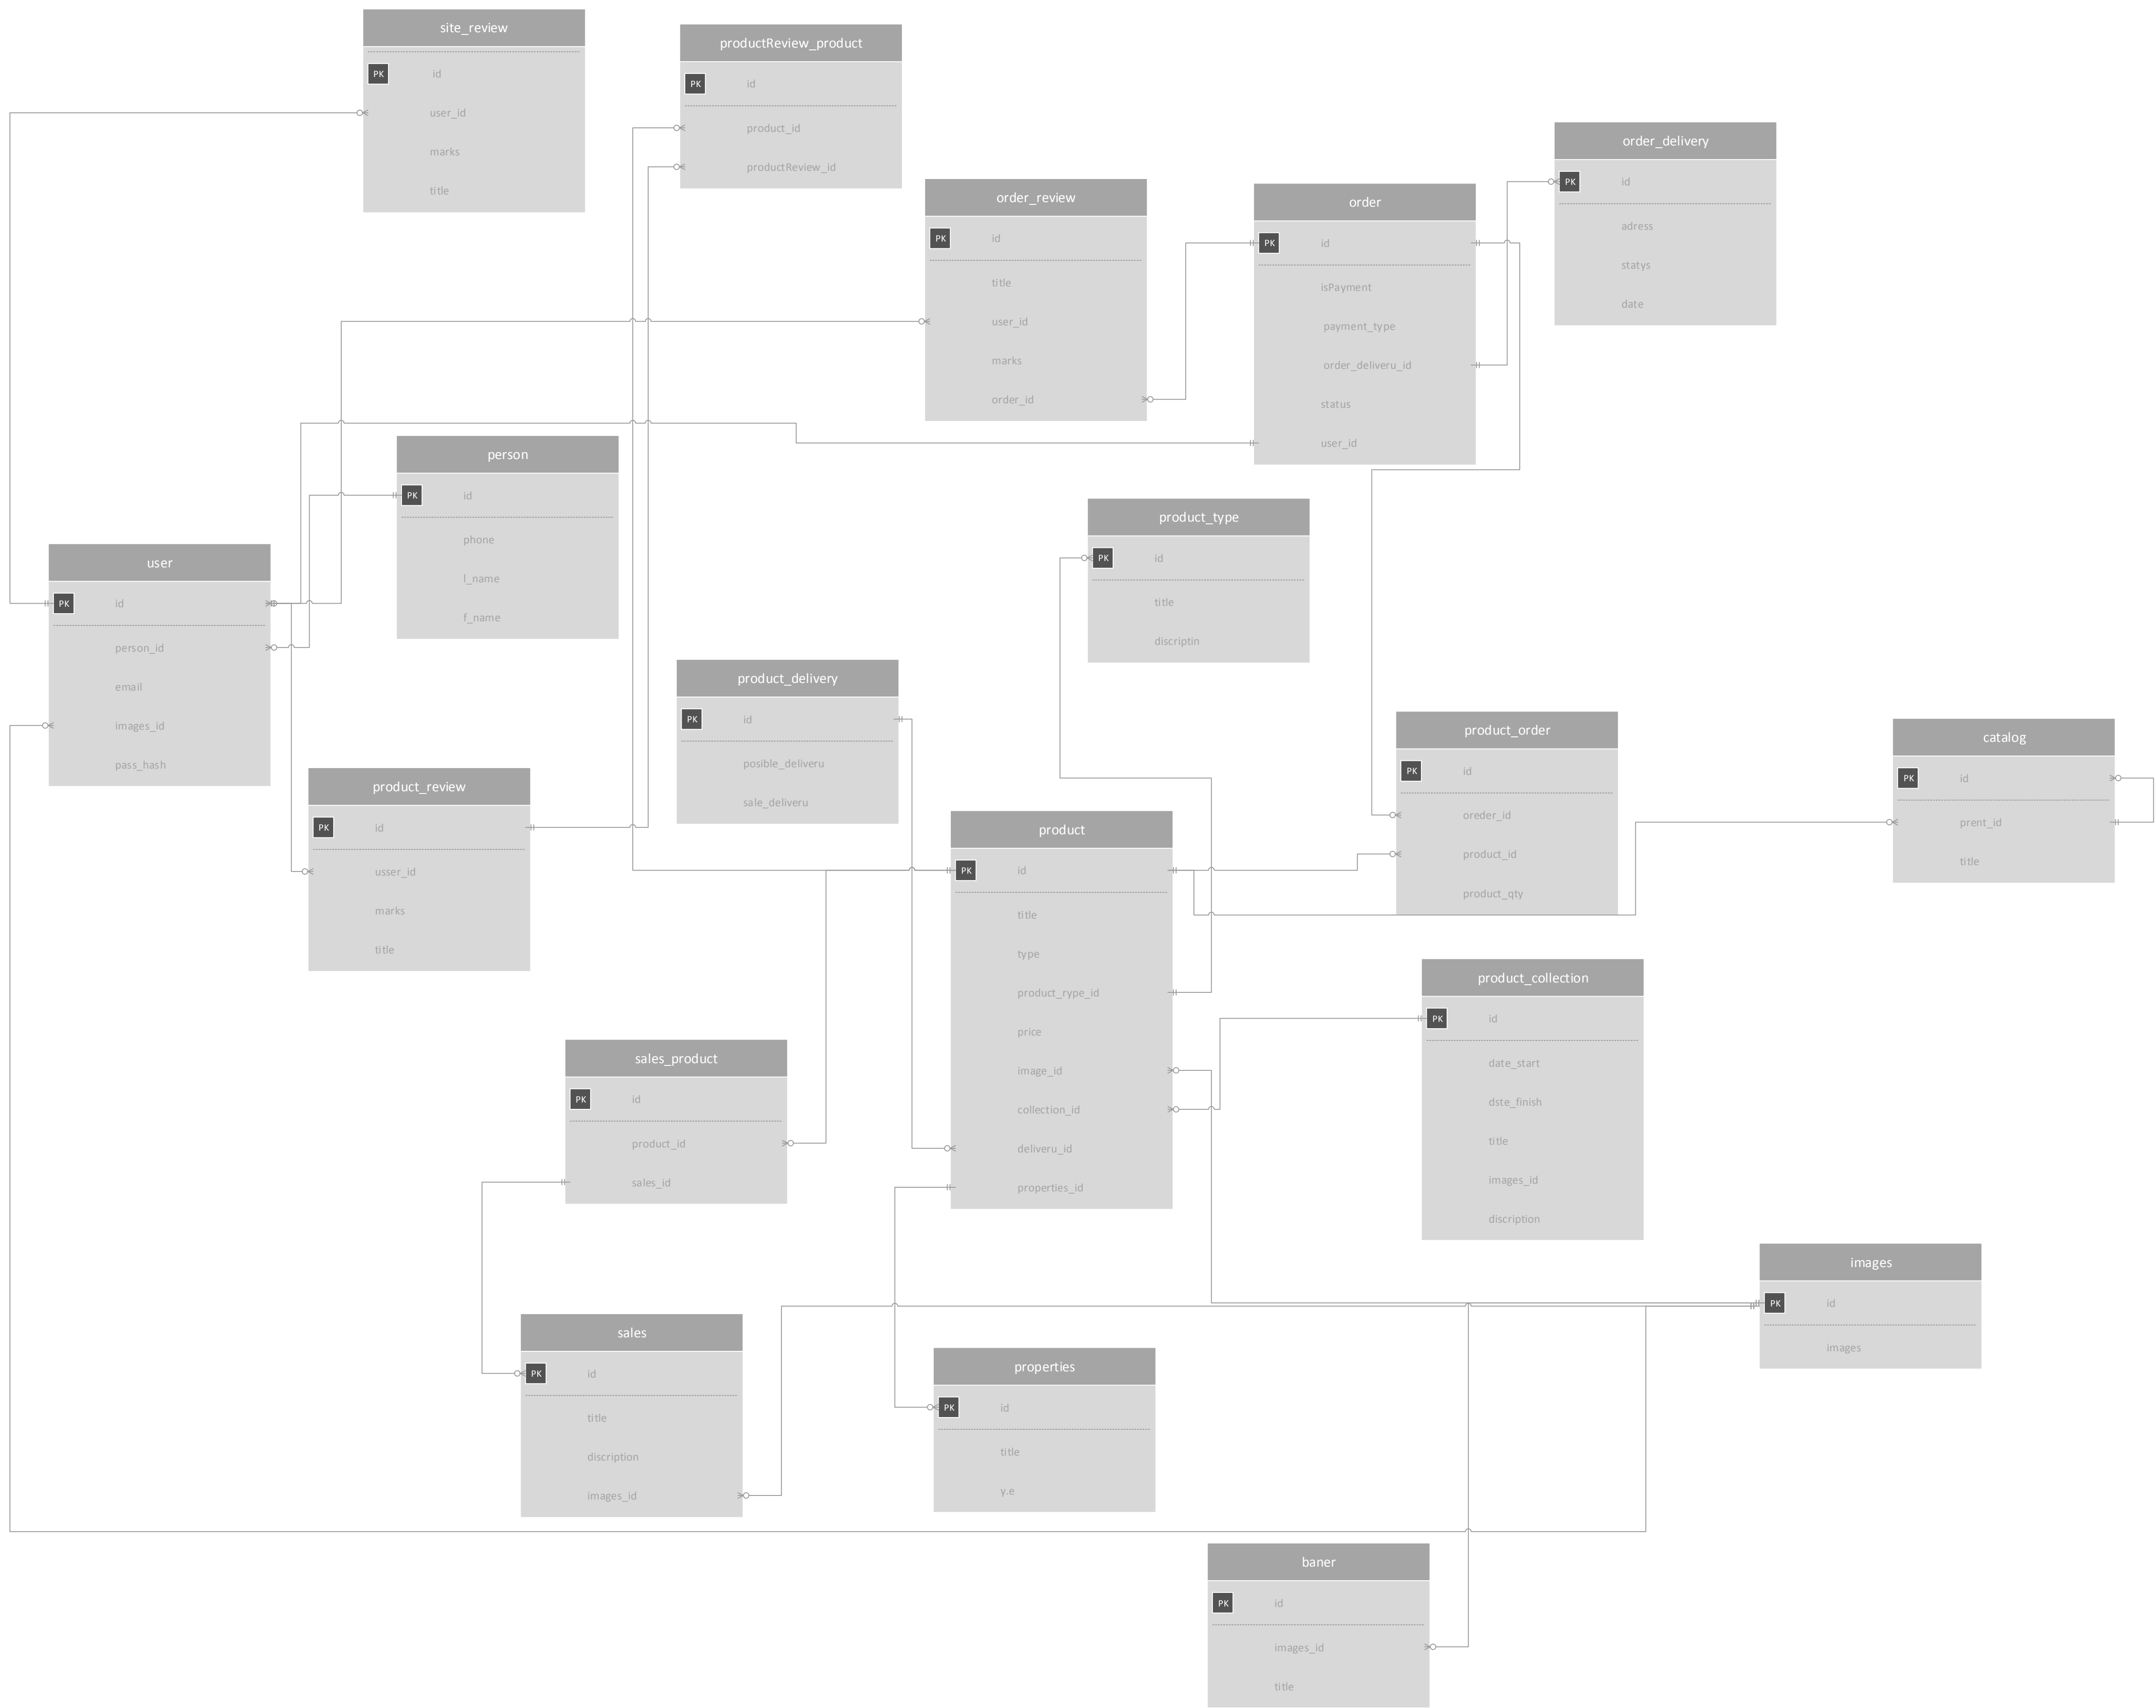 site_review
PK id
user_id
marks
title
productReview_product
PK id
product_id
productReview_id
order_delivery
PK id
adress
statys
date
order_review
PK id
title
user_id
marks
order_id
order
PK id
isPayment
payment_type
order_deliveru_id
status
user_id
person
PK id
phone
l_name
f_name
product_type
PK id
title
discriptin
user
PK id
person_id
email
images_id
pass_hash
product_delivery
PK id
posible_deliveru
sale_deliveru
product_order
PK id
oreder_id
product_id
product_qty
catalog
PK id
prent_id
title
product_review
PK id
usser_id
marks
title
product
PK id
title
type
product_rype_id
price
image_id
collection_id
deliveru_id
properties_id
product_collection
PK id
date_start
dste_finish
title
images_id
discription
sales_product
PK id
product_id
sales_id
images
PK id
images
sales
PK id
title
discription
images_id
properties
PK id
title
y.e
baner
PK id
images_id
title